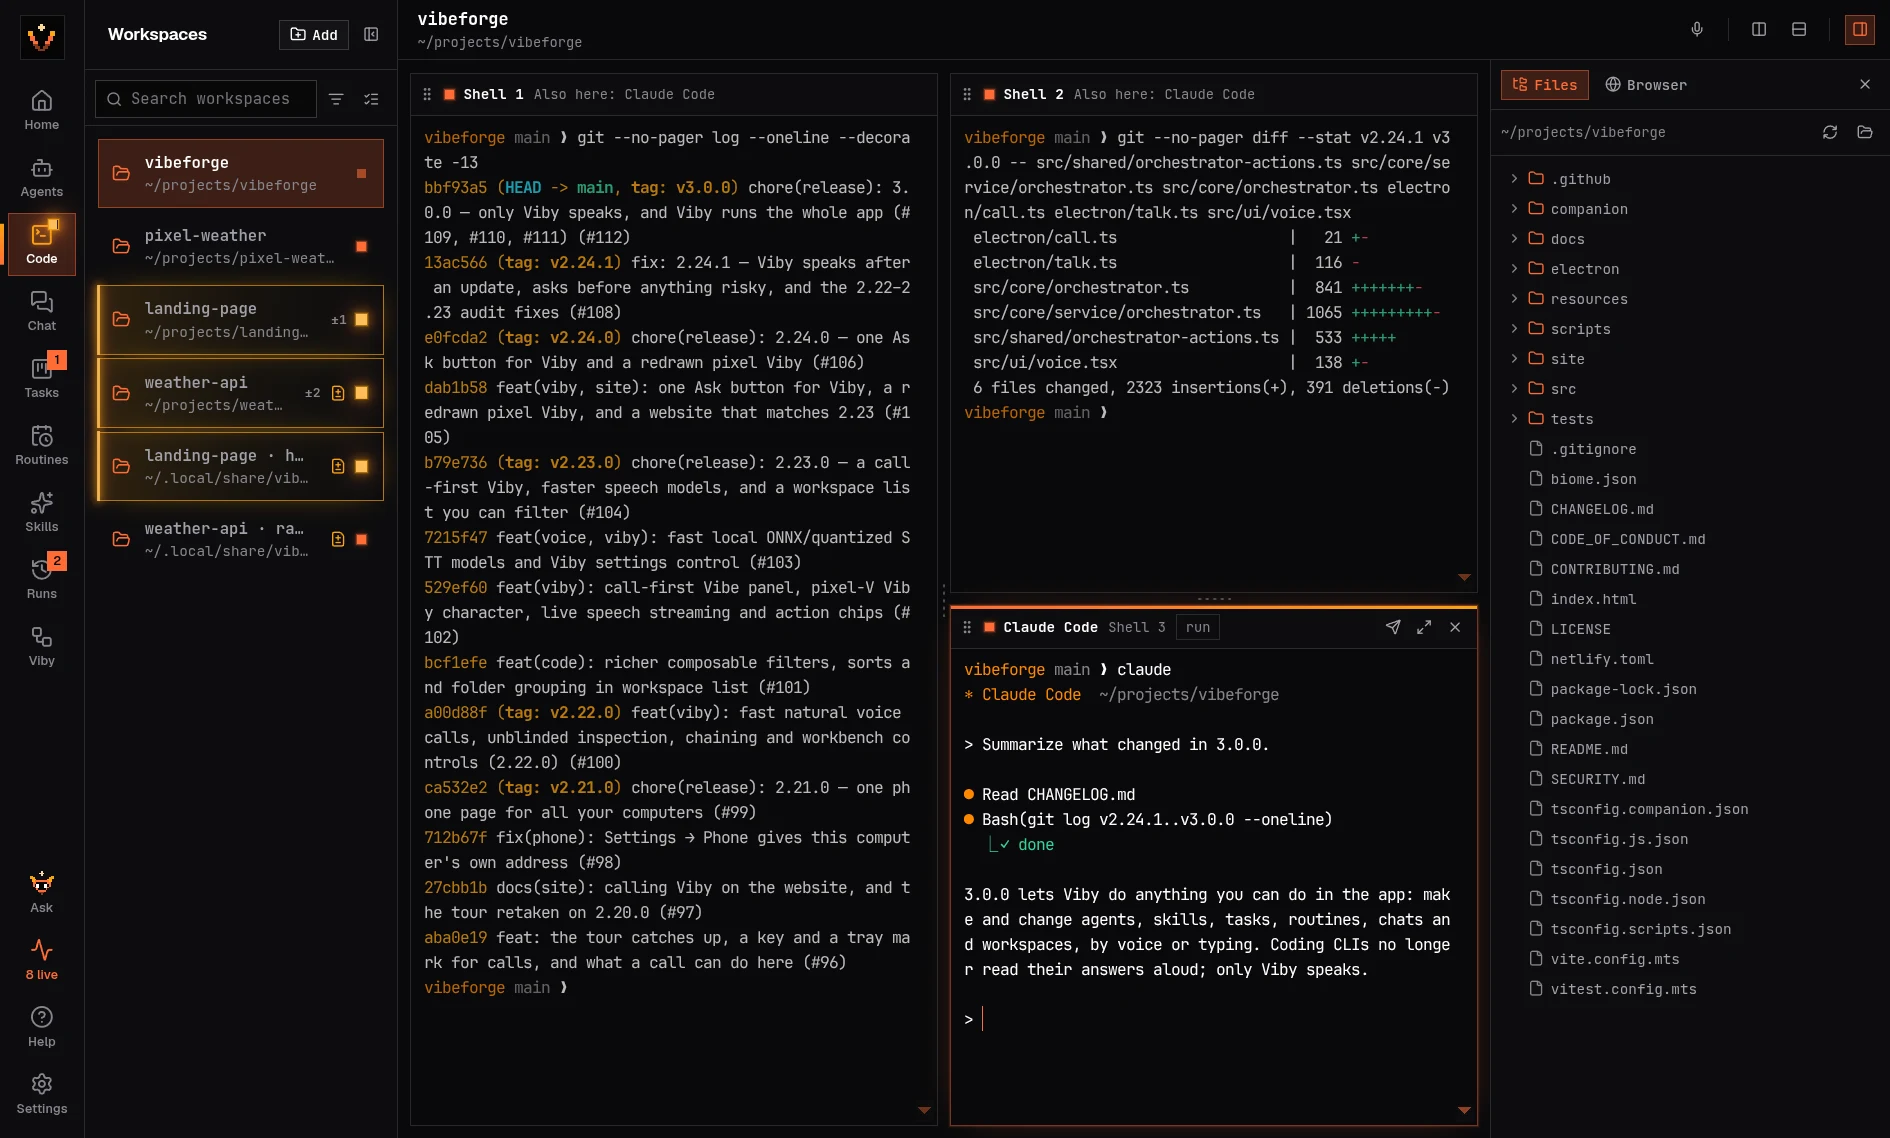 Home
Agents
Code
Chat
1
Tasks
Routines
Skills
2
Runs
Viby
Ask
8 live
Help
Settings
Workspaces
Add
Search workspaces
vibeforge
~/projects/vibeforge
pixel-weather
~/projects/pixel-weat…
landing-page
±1
~/projects/landing…
weather-api
±2
~/projects/weat…
landing-page · h…
~/.local/share/vib…
weather-api · ra…
~/.local/share/vib…
vibeforge
~/projects/vibeforge
Shell 1 Also here: Claude Code
vibeforge main ❯ git --no-pager log --oneline --decora
te -13
bbf93a5 (HEAD -> main, tag: v3.0.0) chore(release): 3.
0.0 — only Viby speaks, and Viby runs the whole app (#
109, #110, #111) (#112)
13ac566 (tag: v2.24.1) fix: 2.24.1 — Viby speaks after
an update, asks before anything risky, and the 2.22–2
.23 audit fixes (#108)
e0fcda2 (tag: v2.24.0) chore(release): 2.24.0 — one As
k button for Viby and a redrawn pixel Viby (#106)
dab1b58 feat(viby, site): one Ask button for Viby, a r
edrawn pixel Viby, and a website that matches 2.23 (#1
05)
b79e736 (tag: v2.23.0) chore(release): 2.23.0 — a call
-first Viby, faster speech models, and a workspace lis
t you can filter (#104)
7215f47 feat(voice, viby): fast local ONNX/quantized S
TT models and Viby settings control (#103)
529ef60 feat(viby): call-first Vibe panel, pixel-V Vib
y character, live speech streaming and action chips (#
102)
bcf1efe feat(code): richer composable filters, sorts a
nd folder grouping in workspace list (#101)
a00d88f (tag: v2.22.0) feat(viby): fast natural voice
calls, unblinded inspection, chaining and workbench co
ntrols (2.22.0) (#100)
ca532e2 (tag: v2.21.0) chore(release): 2.21.0 — one ph
one page for all your computers (#99)
712b67f fix(phone): Settings → Phone gives this comput
er's own address (#98)
27cbb1b docs(site): calling Viby on the website, and t
he tour retaken on 2.20.0 (#97)
aba0e19 feat: the tour catches up, a key and a tray ma
rk for calls, and what a call can do here (#96)
vibeforge main ❯
Shell 2 Also here: Claude Code
vibeforge main ❯ git --no-pager diff --stat v2.24.1 v3
.0.0 -- src/shared/orchestrator-actions.ts src/core/se
rvice/orchestrator.ts src/core/orchestrator.ts electro
n/call.ts electron/talk.ts src/ui/voice.tsx
electron/call.ts | 21 +-
electron/talk.ts | 116 -
src/core/orchestrator.ts | 841 +++++++-
src/core/service/orchestrator.ts | 1065 +++++++++-
src/shared/orchestrator-actions.ts | 533 +++++
src/ui/voice.tsx | 138 +-
6 files changed, 2323 insertions(+), 391 deletions(-)
vibeforge main ❯
Claude Code Shell 3 run
vibeforge main ❯ claude
* Claude Code ~/projects/vibeforge
> Summarize what changed in 3.0.0.
● Read CHANGELOG.md
● Bash(git log v2.24.1..v3.0.0 --oneline)
⎿✓ done
3.0.0 lets Viby do anything you can do in the app: mak
e and change agents, skills, tasks, routines, chats an
d workspaces, by voice or typing. Coding CLIs no longe
r read their answers aloud; only Viby speaks.
>
Files
Browser
~/projects/vibeforge
.github
companion
docs
electron
resources
scripts
site
src
tests
.gitignore
biome.json
CHANGELOG.md
CODE_OF_CONDUCT.md
CONTRIBUTING.md
index.html
LICENSE
netlify.toml
package-lock.json
package.json
README.md
SECURITY.md
tsconfig.companion.json
tsconfig.js.json
tsconfig.json
tsconfig.node.json
tsconfig.scripts.json
vite.config.mts
vitest.config.mts